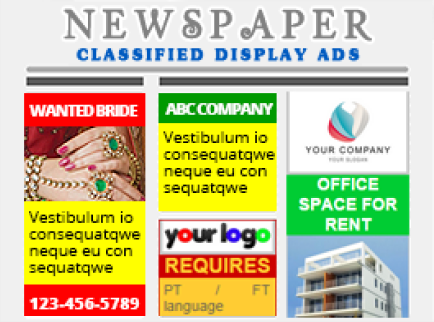 NEWSPAPER
CLASSIFIED DISPLAY ADS
WANTED BRIDE
Vestibulum io
consequatqwe
neque eu con
sequatqwe
123-456-5789
ABC COMPANY
Vestibulum io
consequatqwe
neque eu con
sequatqwe
your logo
REQUIRES
PT / FT
language
YOUR COMPANY
YOUR SLOGAN
OFFICE
SPACE FOR
RENT